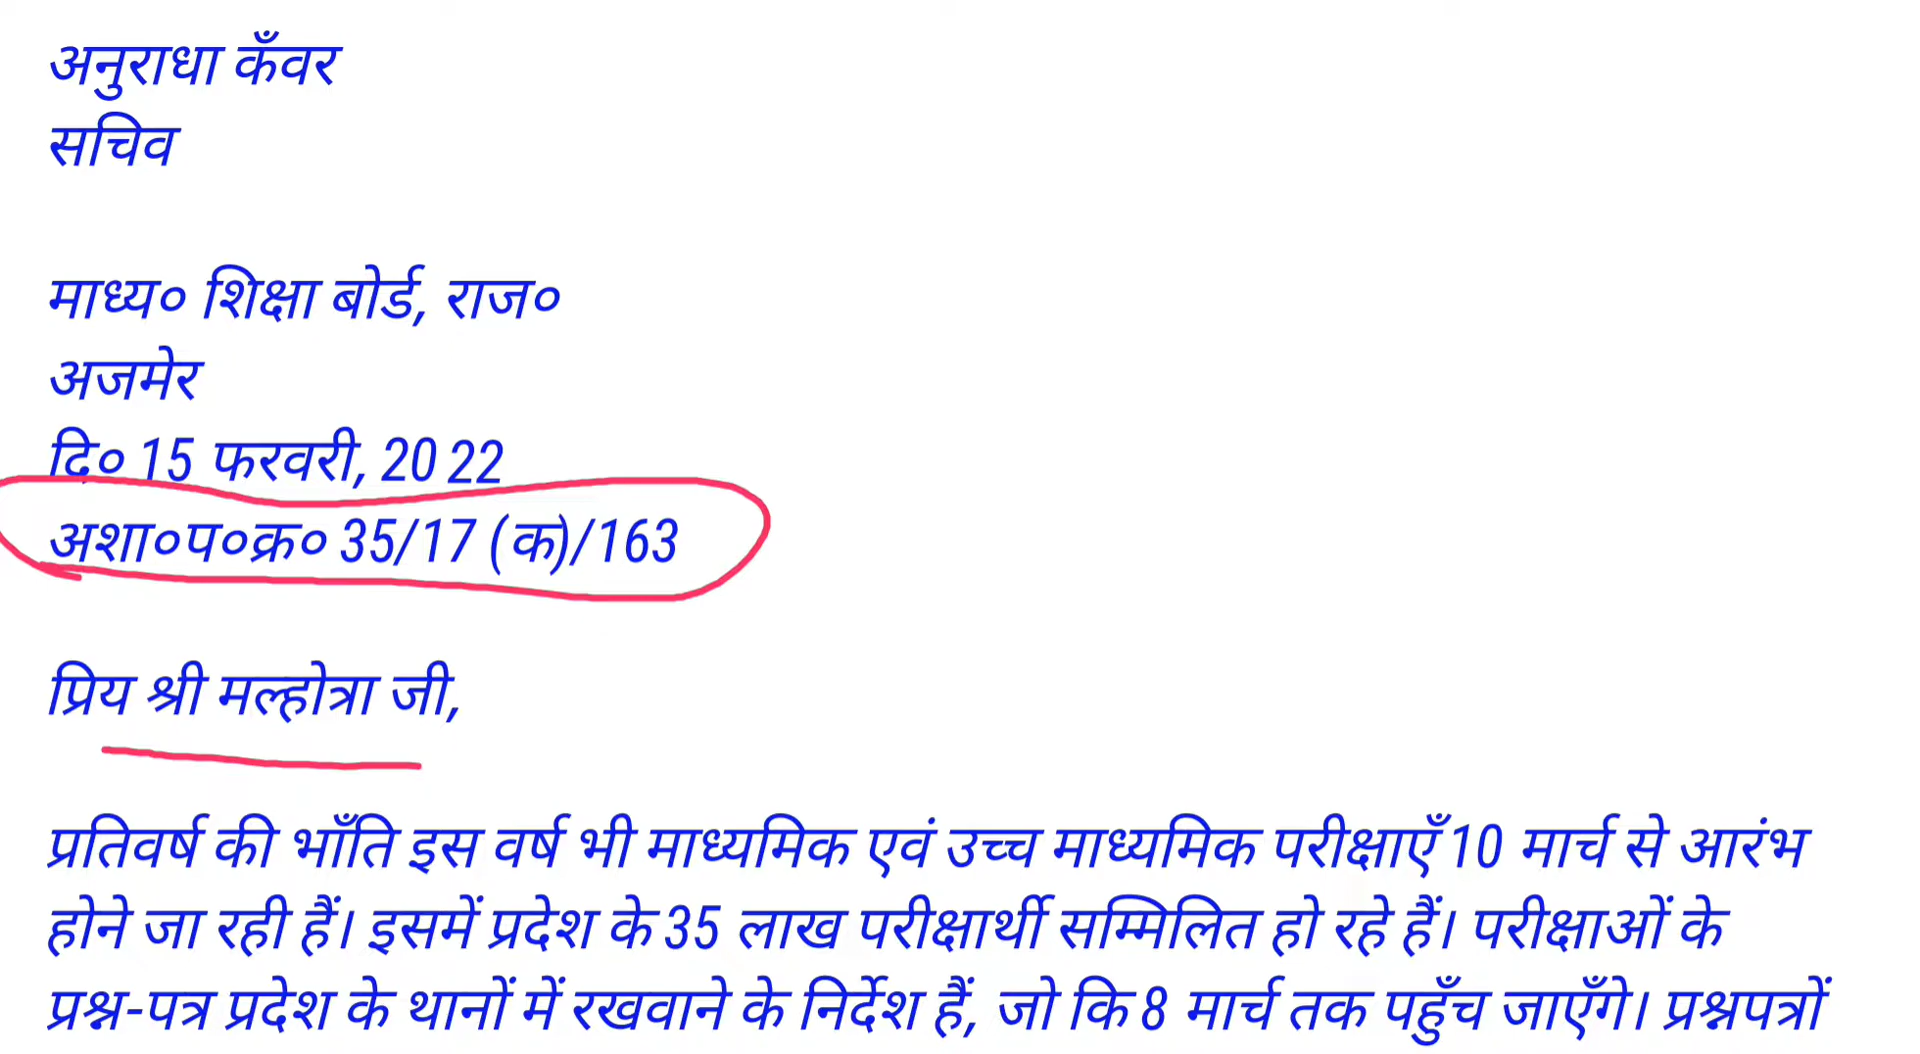 अनुराधा कँवर
सचिव
माध्य० शिक्षा बोर्ड, राज०
अजमेर
दि० 15 फरवरी, 2022
अशा०प०क्र० 35/17 (क)/163
प्रिय श्री मल्होत्रा जी,
प्रतिवर्ष की भाँति इस वर्ष भी माध्यमिक एवं उच्च माध्यमिक परीक्षाएँ 10 मार्च से आरंभ
होने जा रही हैं। इसमें प्रदेश के 35 लाख परीक्षार्थी सम्मिलित हो रहे हैं। परीक्षाओं के
प्रश्न-पत्र प्रदेश के थानों में रखवाने के निर्देश हैं, जो कि 8 मार्च तक पहुँच जाएँगे। प्रश्नपत्रों